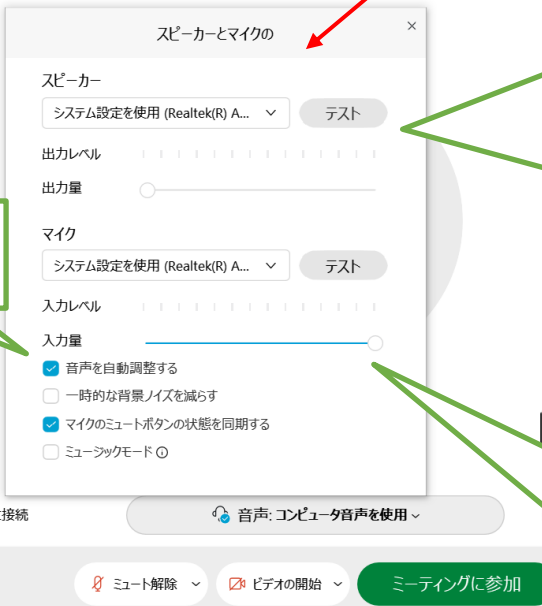 スピーカーとマイクの
×
スピーカー
システム設定を使用 (Realtek(R) A...
テスト
出力レベル
出力量
マイク
システム設定を使用 (Realtek(R) A...
テスト
入力レベル
入力量
音声を自動調整する
一時的な背景ノイズを減らす
マイクのミュートボタンの状態を同期する
ミュージックモード
接続
音声: コンピュータ音声を使用
ミュート解除
ビデオの開始
ミーティングに参加